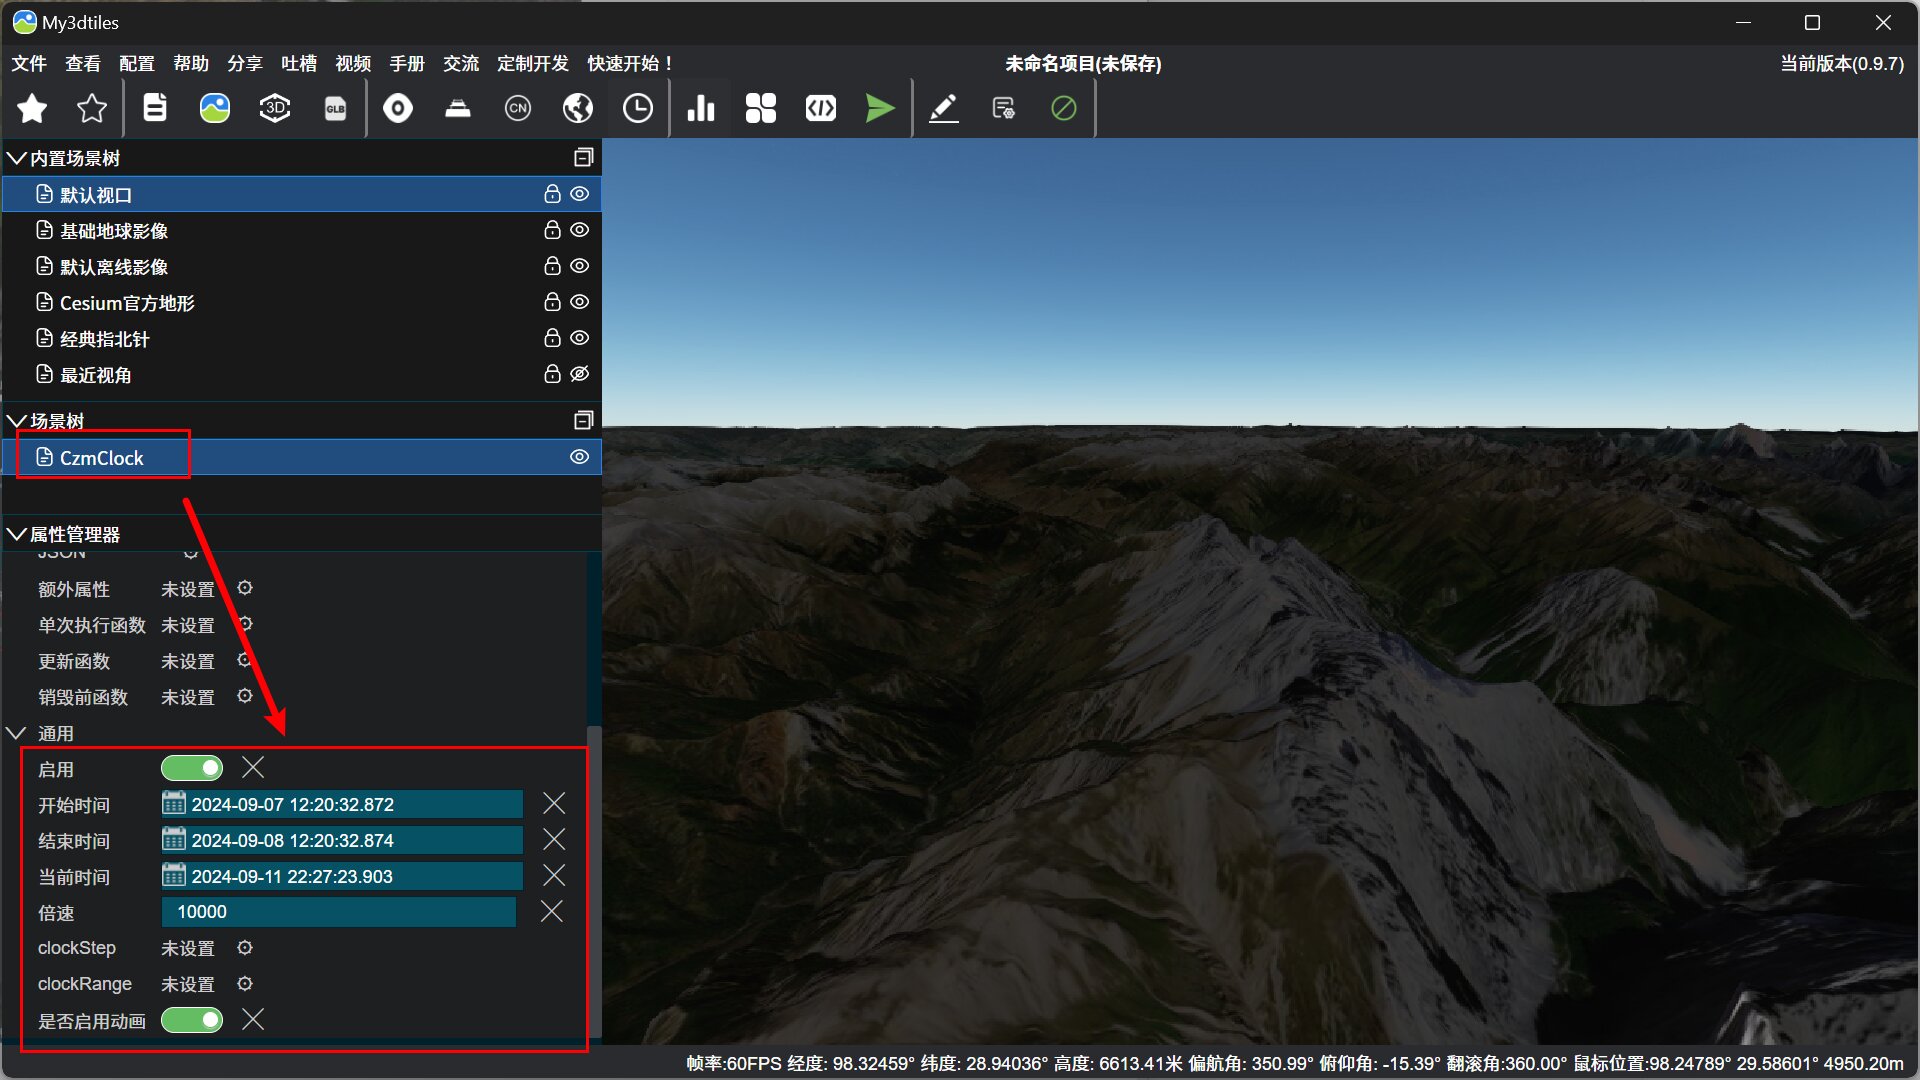 My3dtiles
文件 查看 配置 帮助 分享 吐槽 视频 手册 交流 定制开发 快速开始！
未命名项目(未保存)
当前版本(0.9.7)
3D GLB CN
内置场景树
默认视口
基础地球影像
默认离线影像
Cesium官方地形
经典指北针
最近视角
场景树
CzmClock
属性管理器
JSON
额外属性 未设置
单次执行函数 未设置
更新函数 未设置
销毁前函数 未设置
通用
启用
开始时间 2024-09-07 12:20:32.872
结束时间 2024-09-08 12:20:32.874
当前时间 2024-09-11 22:27:23.903
倍速 10000
clockStep 未设置
clockRange 未设置
是否启用动画
帧率:60FPS 经度: 98.32459° 纬度: 28.94036° 高度: 6613.41米 偏航角: 350.99° 俯仰角: -15.39° 翻滚角:360.00° 鼠标位置:98.24789° 29.58601° 4950.20m